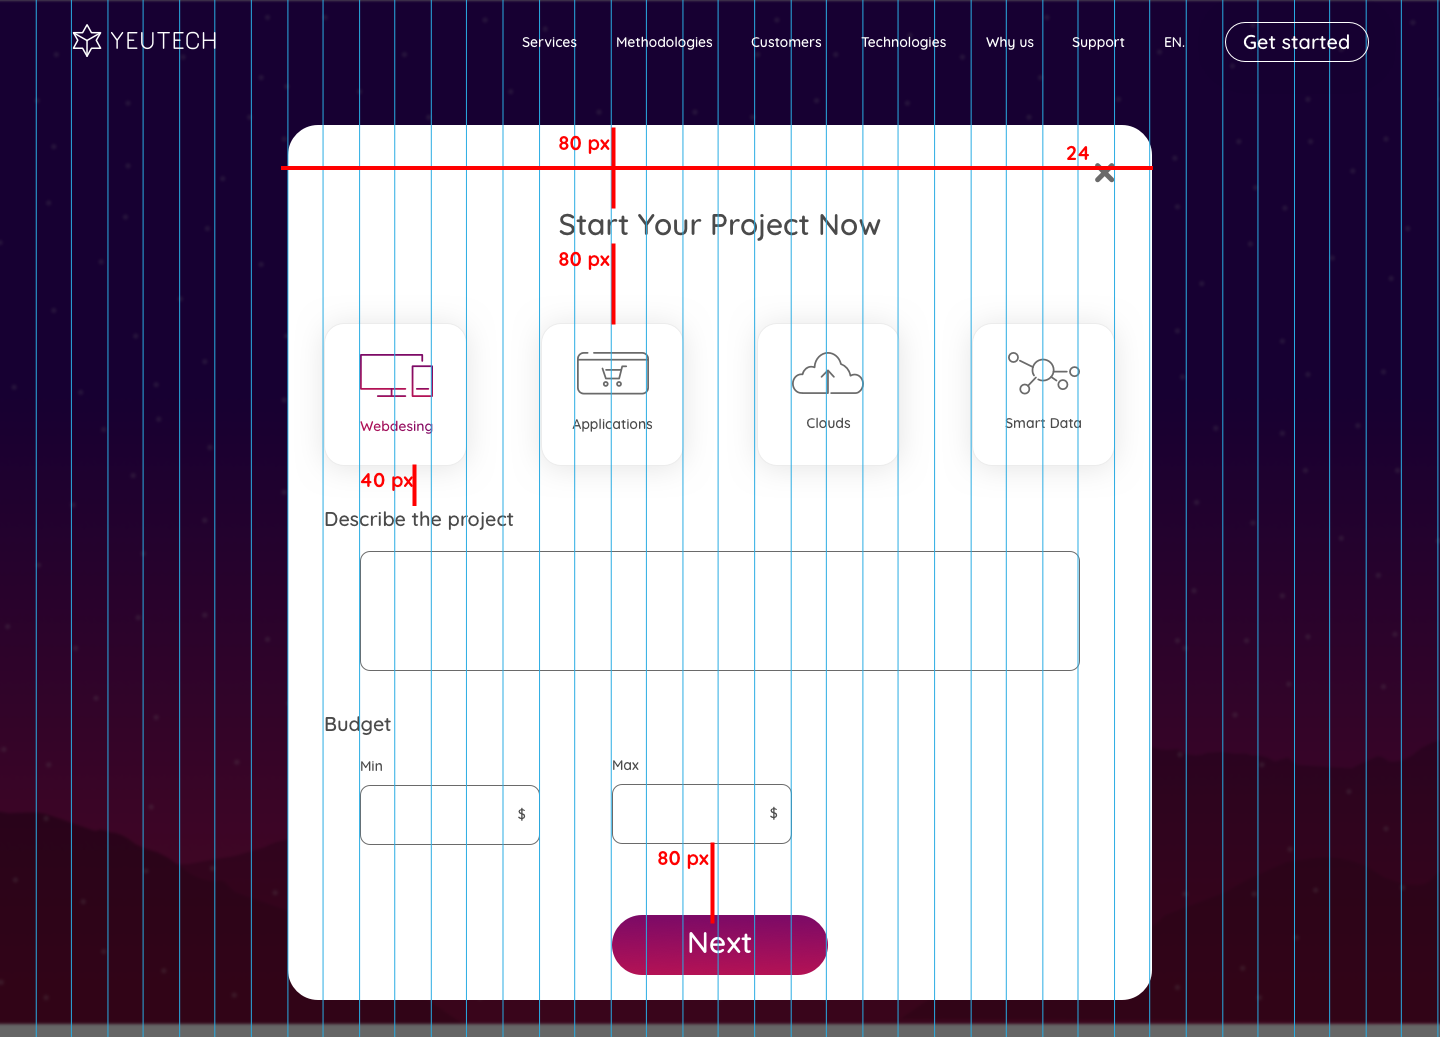 YEUTECH
Services Methodologies Customers Technologies Why us Support EN. Get started
80 px
24
Start Your Project Now
80 px
Webdesing Applications Clouds Smart Data
40 px
Describe the project
Budget
Min Max
$ $
80 px
Next